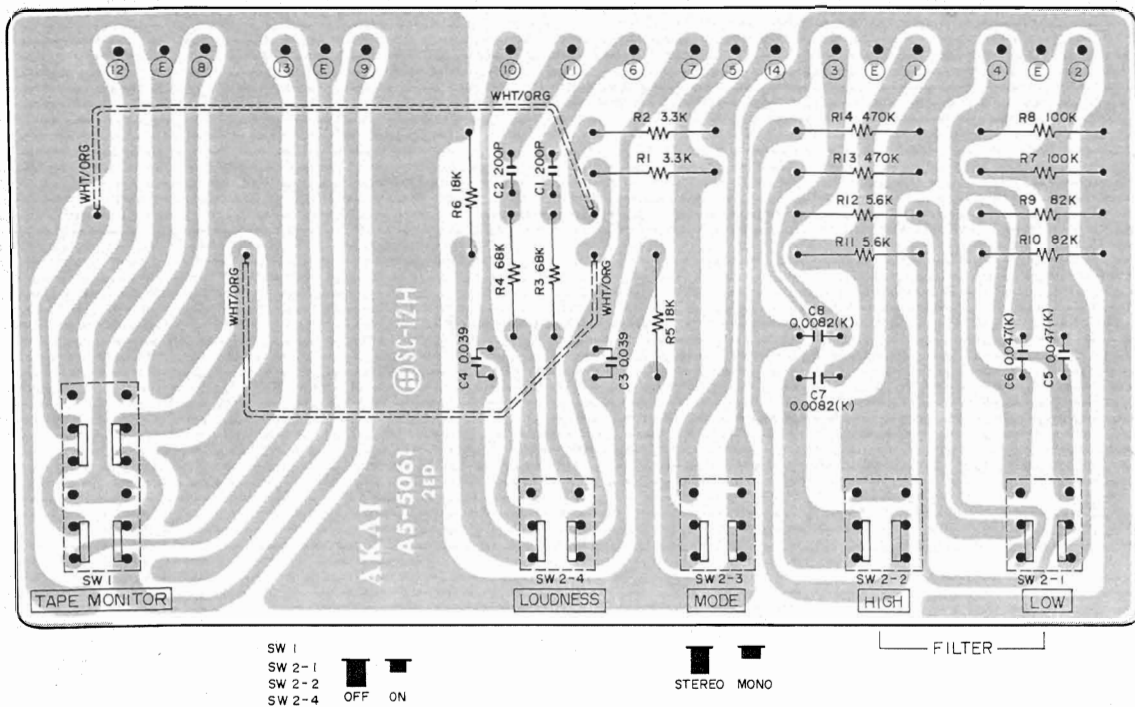 12 E 8 13 E 9 10 11 6 7 5 14 3 E 1 4 E 2
WHT/ORG
WHT/ORG
WHT/ORG
WHT/ORG
R2 3.3K
R1 3.3K
R14 470K
R13 470K
R12 5.6K
R11 5.6K
R8 100K
R7 100K
R9 82K
R10 82K
R6 18K
C2 200P
C1 200P
R4 68K
R3 68K
R5 18K
C4 0.039
C3 0.039
C8
0.0082(K)
C7
0.0082(K)
C6 0.047(K)
C5 0.047(K)
SC-12H
AKAI
A5-5061
2ED
SW 1
TAPE MONITOR
SW 2-4
LOUDNESS
SW 2-3
MODE
SW 2-2
HIGH
SW 2-1
LOW
FILTER
SW 1
SW 2-1
SW 2-2
SW 2-4
OFF ON
STEREO MONO